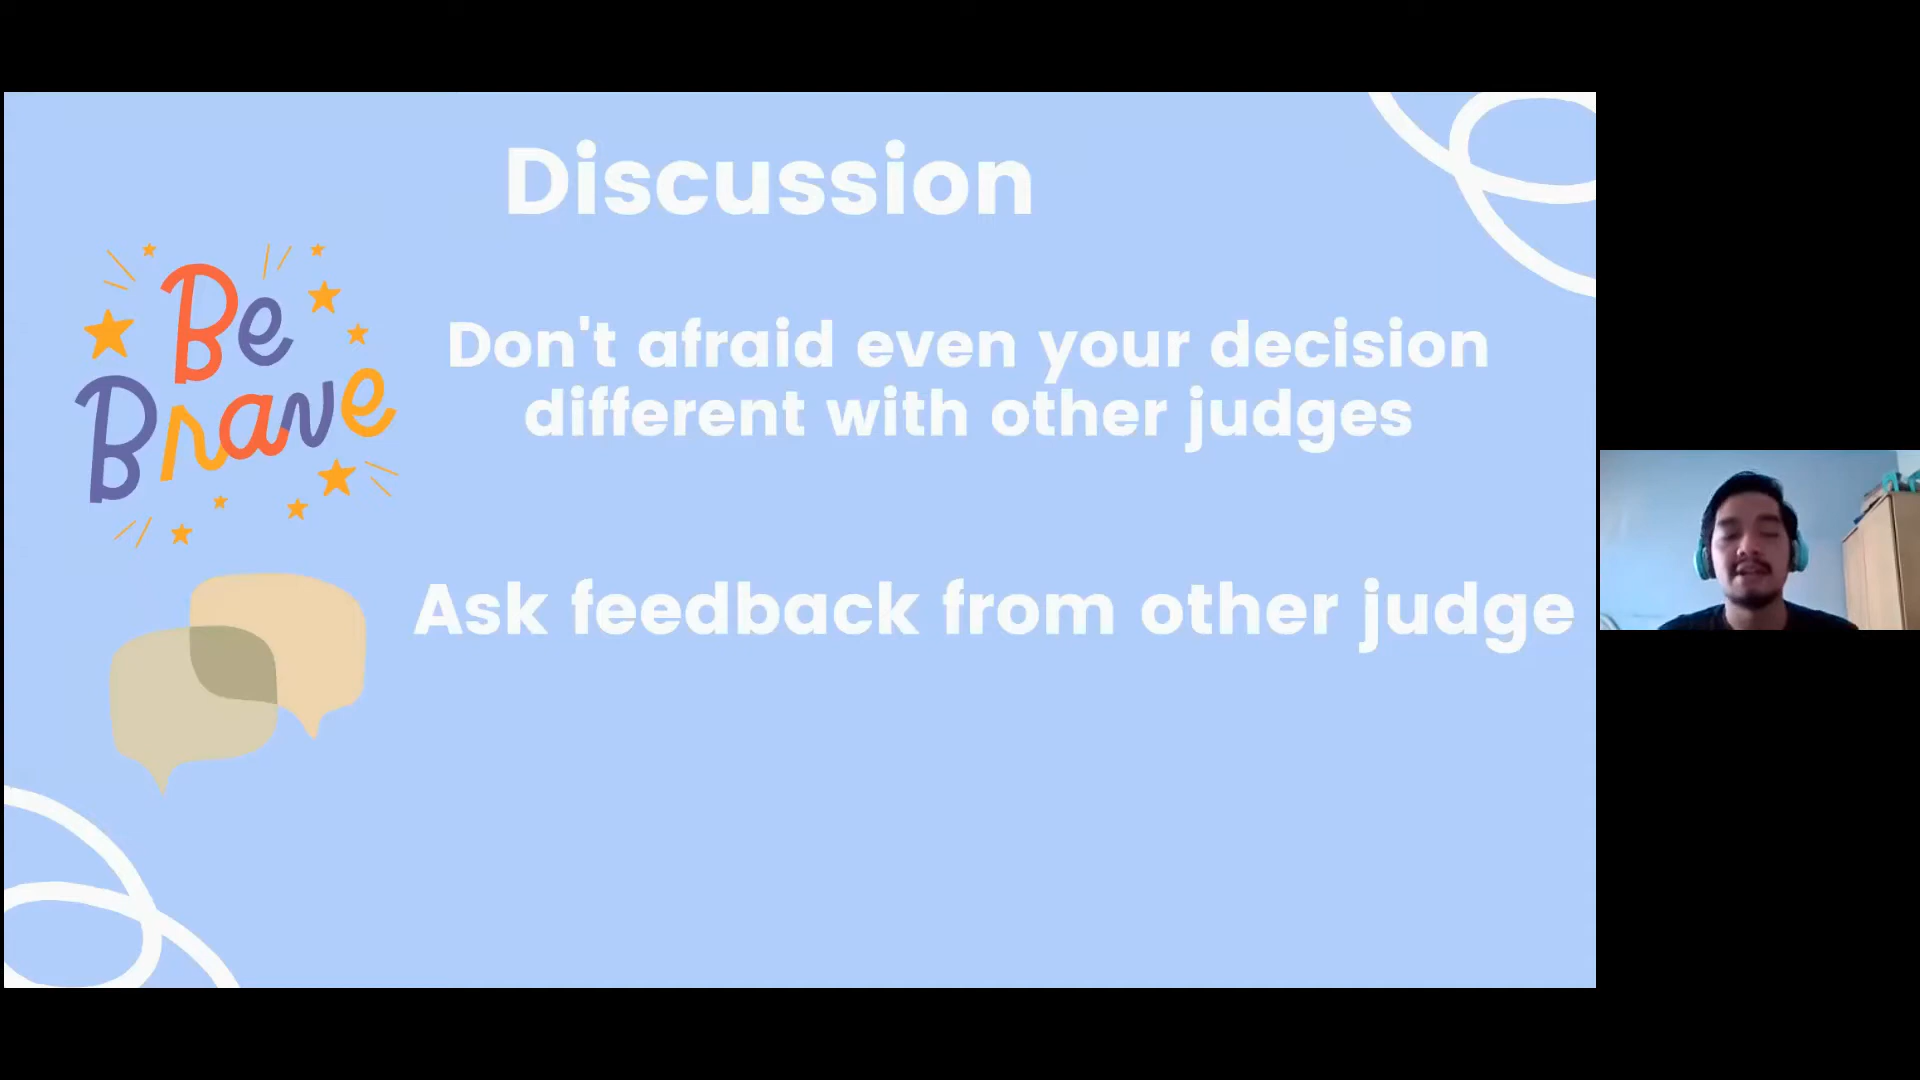 Discussion
Be
Brave
Don't afraid even your decision
different with other judges
Ask feedback from other judge